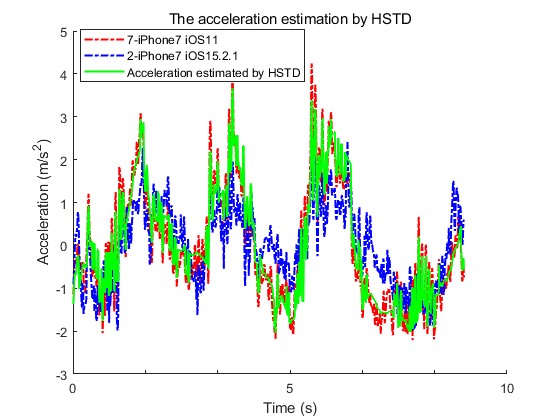 The acceleration estimation by HSTD
7-iPhone7 iOS11
2-iPhone7 iOS15.2.1
Acceleration estimated by HSTD
5
4
3
2
1
0
-1
-2
-3
Acceleration (m/s²)
0
5
10
Time (s)